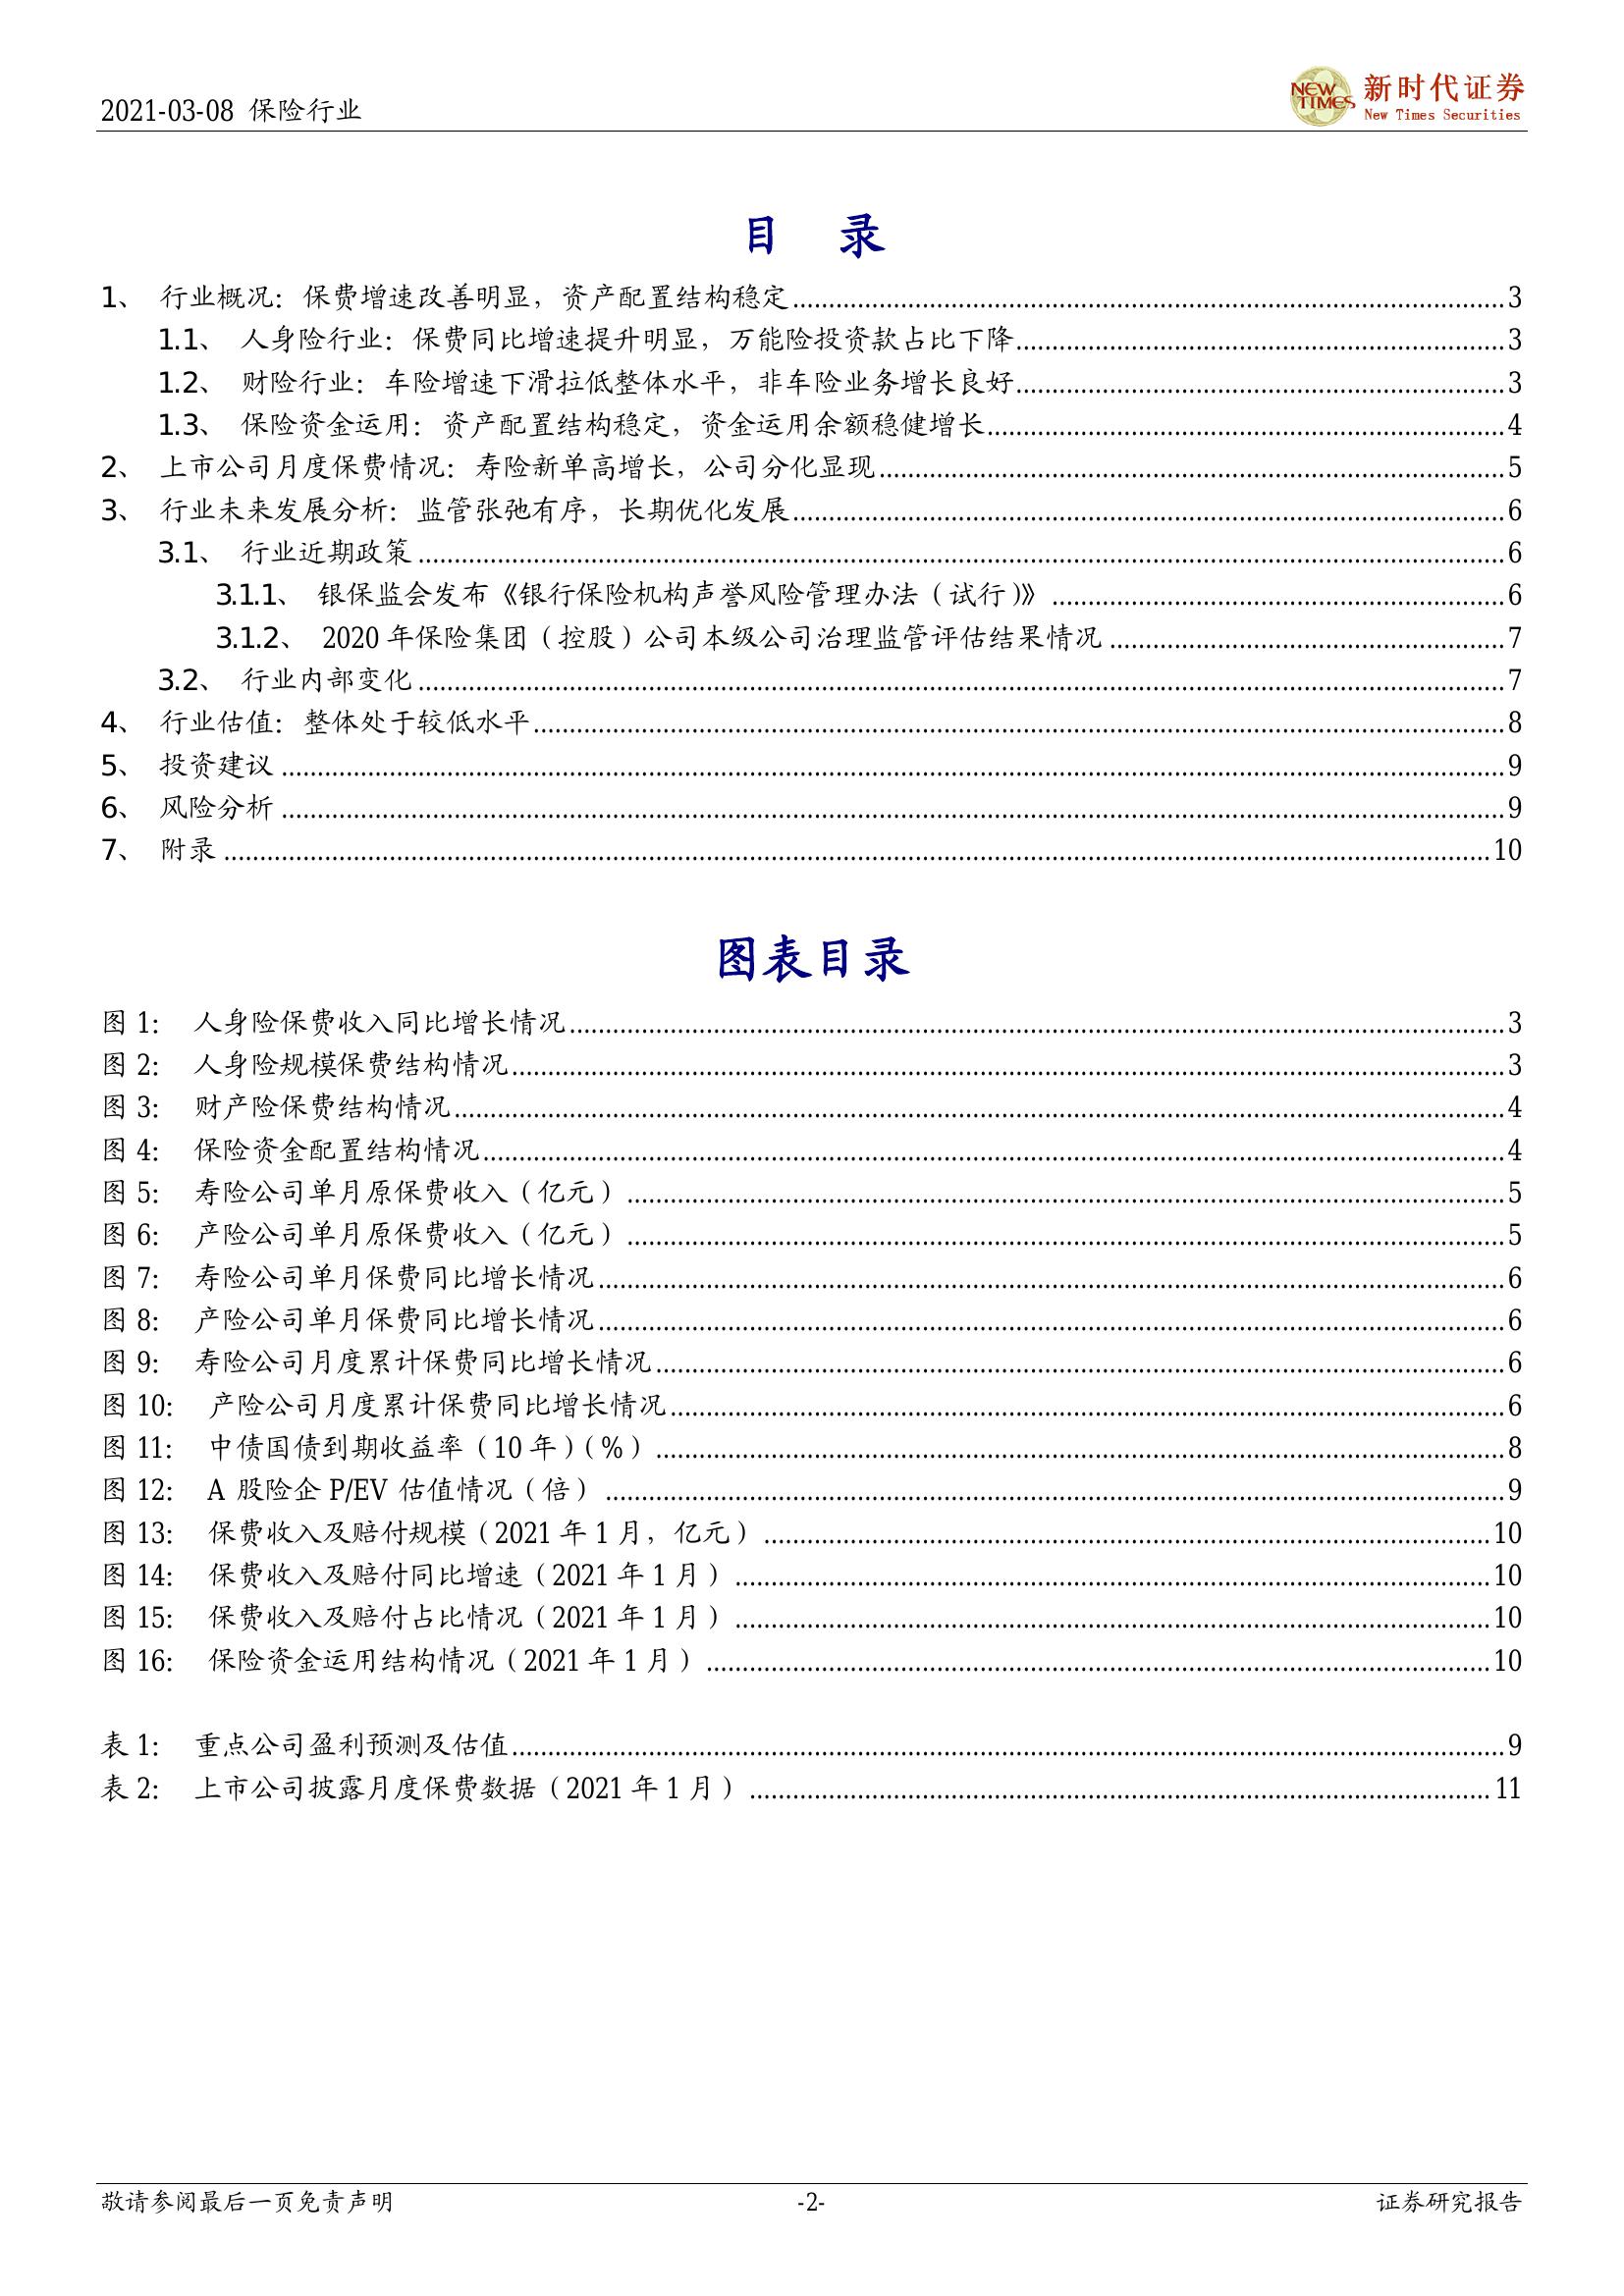 2021-03-08 保险行业
NEW TIMES 新时代证券
New Times Securities
目 录
1、 行业概况：保费增速改善明显，资产配置结构稳定 3
1.1、 人身险行业：保费同比增速提升明显，万能险投资款占比下降 3
1.2、 财险行业：车险增速下滑拉低整体水平，非车险业务增长良好 3
1.3、 保险资金运用：资产配置结构稳定，资金运用余额稳健增长 4
2、 上市公司月度保费情况：寿险新单高增长，公司分化显现 5
3、 行业未来发展分析：监管张弛有序，长期优化发展 6
3.1、 行业近期政策 6
3.1.1、 银保监会发布《银行保险机构声誉风险管理办法（试行）》 6
3.1.2、 2020 年保险集团（控股）公司本级公司治理监管评估结果情况 7
3.2、 行业内部变化 7
4、 行业估值：整体处于较低水平 8
5、 投资建议 9
6、 风险分析 9
7、 附录 10
图表目录
图 1： 人身险保费收入同比增长情况 3
图 2： 人身险规模保费结构情况 3
图 3： 财产险保费结构情况 4
图 4： 保险资金配置结构情况 4
图 5： 寿险公司单月原保费收入（亿元） 5
图 6： 产险公司单月原保费收入（亿元） 5
图 7： 寿险公司单月保费同比增长情况 6
图 8： 产险公司单月保费同比增长情况 6
图 9： 寿险公司月度累计保费同比增长情况 6
图 10： 产险公司月度累计保费同比增长情况 6
图 11： 中债国债到期收益率（10 年）（%） 8
图 12： A 股险企 P/EV 估值情况（倍） 9
图 13： 保费收入及赔付规模（2021 年 1 月，亿元） 10
图 14： 保费收入及赔付同比增速（2021 年 1 月） 10
图 15： 保费收入及赔付占比情况（2021 年 1 月） 10
图 16： 保险资金运用结构情况（2021 年 1 月） 10
表 1： 重点公司盈利预测及估值 9
表 2： 上市公司披露月度保费数据（2021 年 1 月） 11
敬请参阅最后一页免责声明 -2- 证券研究报告